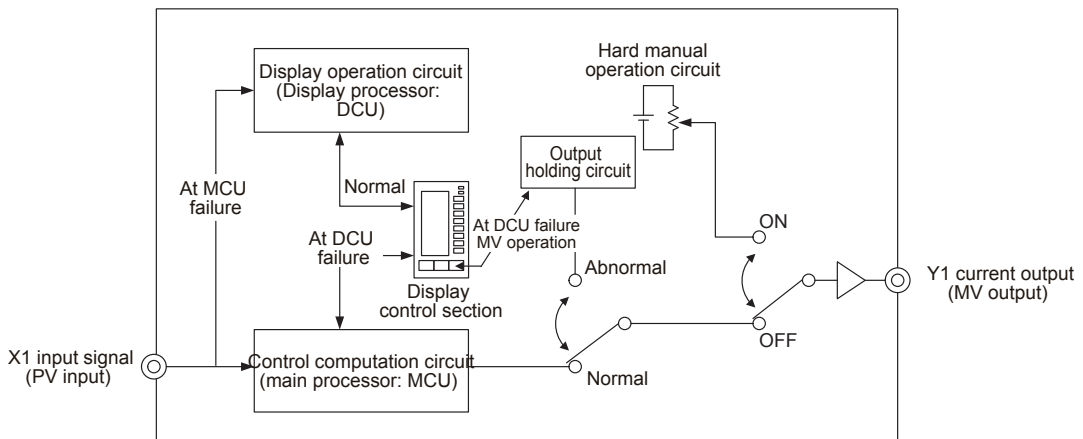 Display operation circuit
(Display processor:
DCU)
Hard manual
operation circuit
Output
holding circuit
Normal
At MCU
failure
At DCU
failure
At DCU failure
MV operation
Display
control section
ON
Abnormal
OFF
Normal
Y1 current output
(MV output)
X1 input signal
(PV input)
Control computation circuit
(main processor: MCU)